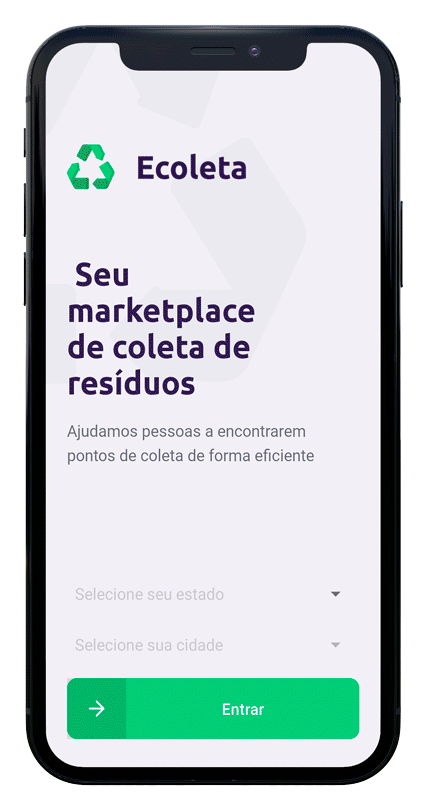 Ecoleta
Seu
marketplace
de coleta de
resíduos
Ajudamos pessoas a encontrarem
pontos de coleta de forma eficiente
Selecione seu estado
Selecione sua cidade
Entrar